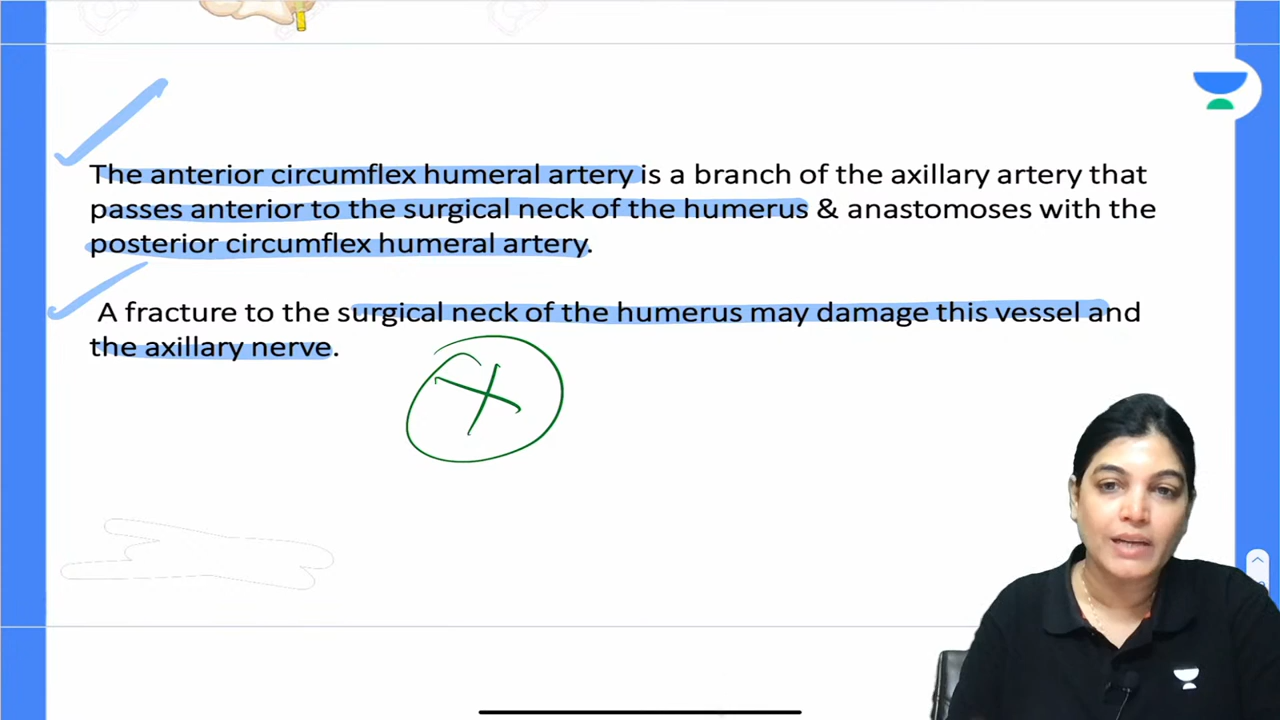 The anterior circumflex humeral artery is a branch of the axillary artery that
passes anterior to the surgical neck of the humerus & anastomoses with the
posterior circumflex humeral artery.
A fracture to the surgical neck of the humerus may damage this vessel and
the axillary nerve.